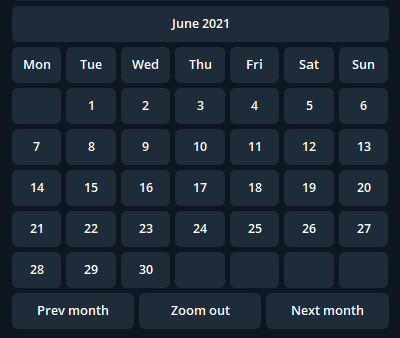 June 2021
Mon Tue Wed Thu Fri Sat Sun
1 2 3 4 5 6
7 8 9 10 11 12 13
14 15 16 17 18 19 20
21 22 23 24 25 26 27
28 29 30
Prev month Zoom out Next month